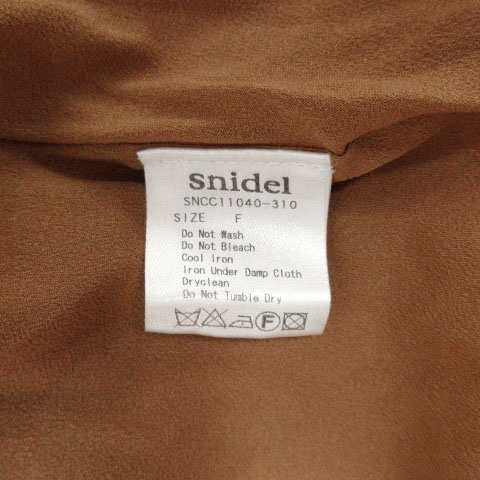 snidel
SNCC11040-310
SIZE F
Do Not Wash
Do Not Bleach
Cool Iron
Iron Under Damp Cloth
Dryclean
Do Not Tumble Dry
F